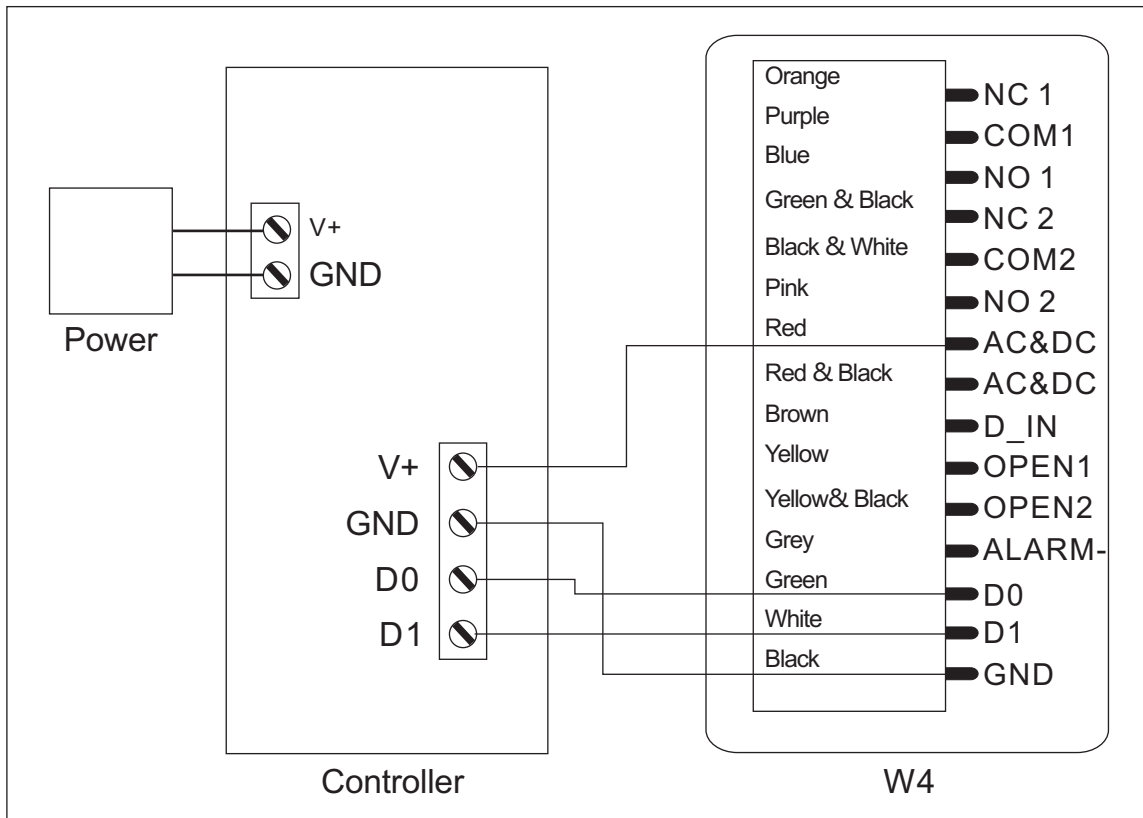 Power
V+
GND
V+
GND
D0
D1
Controller
Orange
Purple
Blue
Green & Black
Black & White
Pink
Red
Red & Black
Brown
Yellow
Yellow& Black
Grey
Green
White
Black
NC 1
COM1
NO 1
NC 2
COM2
NO 2
AC&DC
AC&DC
D_IN
OPEN1
OPEN2
ALARM-
D0
D1
GND
W4